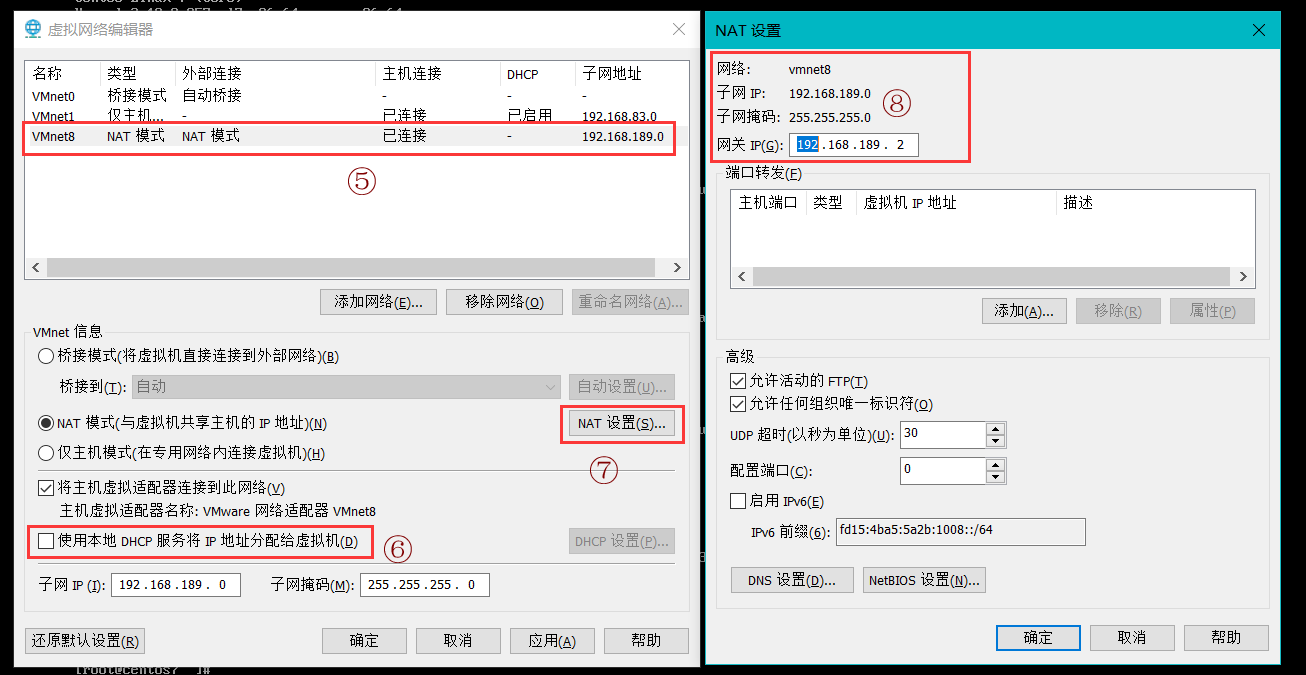 虚拟网络编辑器
名称 类型 外部连接 主机连接 DHCP 子网地址
VMnet0 桥接模式 自动桥接 - - -
VMnet1 仅主机... - 已连接 已启用 192.168.83.0
VMnet8 NAT 模式 NAT 模式 已连接 - 192.168.189.0
⑤
添加网络(E)... 移除网络(O) 重命名网络(A)...
VMnet 信息
桥接模式(将虚拟机直接连接到外部网络)(B)
桥接到(T): 自动 自动设置(U)...
NAT 模式(与虚拟机共享主机的 IP 地址)(N) NAT 设置(S)...
仅主机模式(在专用网络内连接虚拟机)(H)
⑦
将主机虚拟适配器连接到此网络(V)
主机虚拟适配器名称: VMware 网络适配器 VMnet8
使用本地 DHCP 服务将 IP 地址分配给虚拟机(D) ⑥ DHCP 设置(P)...
子网 IP (I): 192.168.189. 0 子网掩码(M): 255.255.255. 0
还原默认设置(R) 确定 取消 应用(A) 帮助
[root@centos7 ~]#
NAT 设置
网络: vmnet8
子网 IP: 192.168.189.0
子网掩码: 255.255.255.0
⑧
网关 IP(G): 192.168.189. 2
端口转发(F)
主机端口 类型 虚拟机 IP 地址 描述
添加(A)... 移除(R) 属性(P)
高级
允许活动的 FTP(T)
允许任何组织唯一标识符(O)
UDP 超时(以秒为单位)(U): 30
配置端口(C): 0
启用 IPv6(E)
IPv6 前缀(6): fd15:4ba5:5a2b:1008::/64
DNS 设置(D)... NetBIOS 设置(N)...
确定 取消 帮助